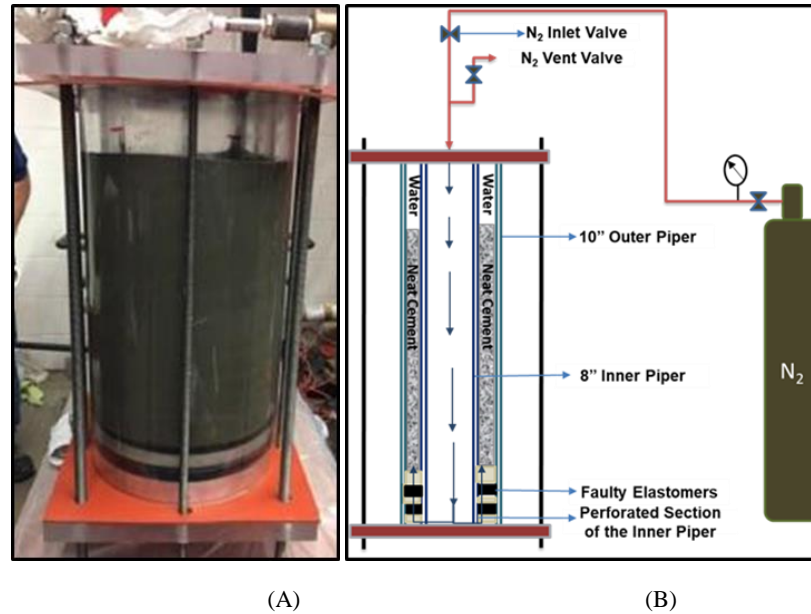 N₂ Inlet Valve
N₂ Vent Valve
Water
Water
10” Outer Piper
Neat Cement
Neat Cement
8” Inner Piper
N₂
Faulty Elastomers
Perforated Section
of the Inner Piper
(A)
(B)